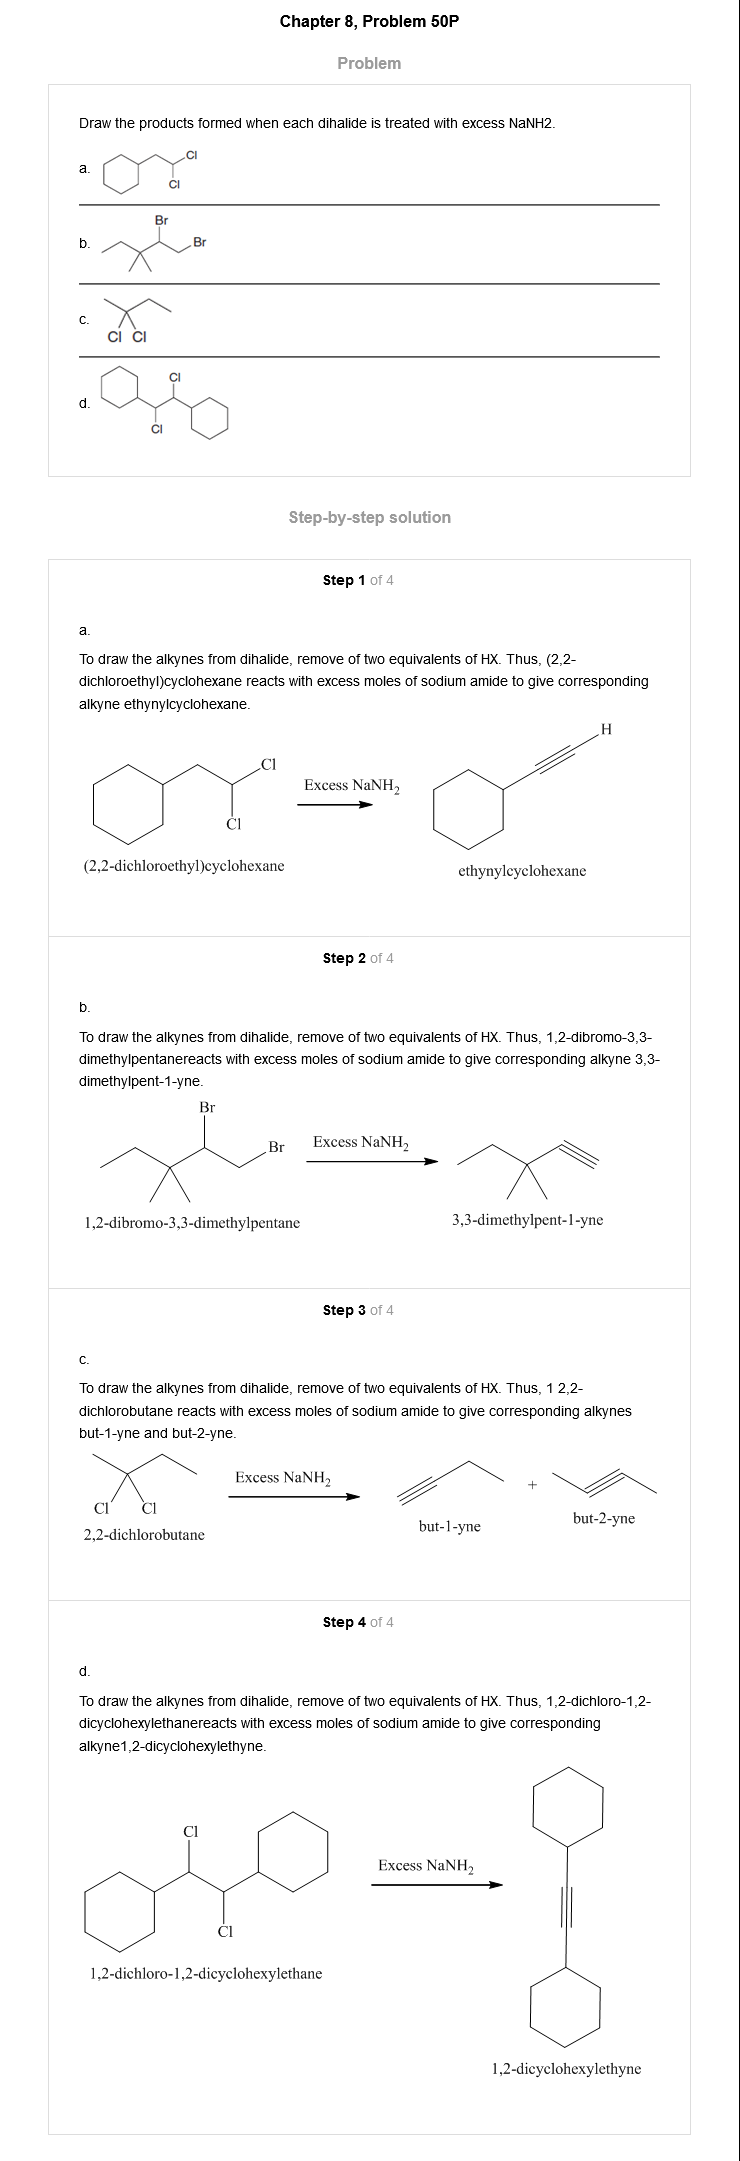 Chapter 8, Problem 50P
Problem
Draw the products formed when each dihalide is treated with excess NaNH2.
a.
Cl
Cl
b.
Br
Br
c.
Cl Cl
d.
Cl
Cl
Step-by-step solution
Step 1 of 4
a.
To draw the alkynes from dihalide, remove of two equivalents of HX. Thus, (2,2-
dichloroethyl)cyclohexane reacts with excess moles of sodium amide to give corresponding
alkyne ethynylcyclohexane.
Cl
Cl
Excess NaNH2
H
(2,2-dichloroethyl)cyclohexane
ethynylcyclohexane
Step 2 of 4
b.
To draw the alkynes from dihalide, remove of two equivalents of HX. Thus, 1,2-dibromo-3,3-
dimethylpentanereacts with excess moles of sodium amide to give corresponding alkyne 3,3-
dimethylpent-1-yne.
Br
Br
Excess NaNH2
1,2-dibromo-3,3-dimethylpentane
3,3-dimethylpent-1-yne
Step 3 of 4
c.
To draw the alkynes from dihalide, remove of two equivalents of HX. Thus, 1 2,2-
dichlorobutane reacts with excess moles of sodium amide to give corresponding alkynes
but-1-yne and but-2-yne.
Cl Cl
Excess NaNH2
+
2,2-dichlorobutane
but-1-yne
but-2-yne
Step 4 of 4
d.
To draw the alkynes from dihalide, remove of two equivalents of HX. Thus, 1,2-dichloro-1,2-
dicyclohexylethanereacts with excess moles of sodium amide to give corresponding
alkyne1,2-dicyclohexylethyne.
Cl
Cl
Excess NaNH2
1,2-dichloro-1,2-dicyclohexylethane
1,2-dicyclohexylethyne